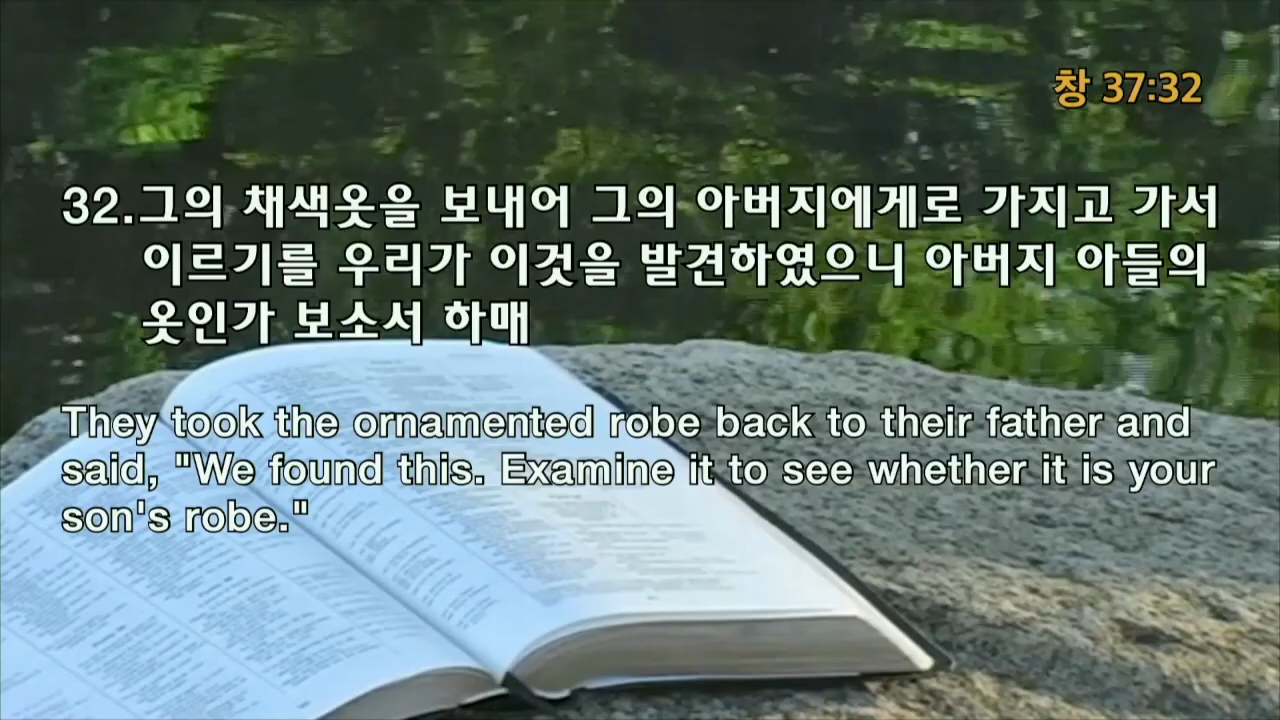 창 37:32
32.그의 채색옷을 보내어 그의 아버지에게로 가지고 가서
이르기를 우리가 이것을 발견하였으니 아버지 아들의
옷인가 보소서 하매
They took the ornamented robe back to their father and
said, "We found this. Examine it to see whether it is your
son's robe."